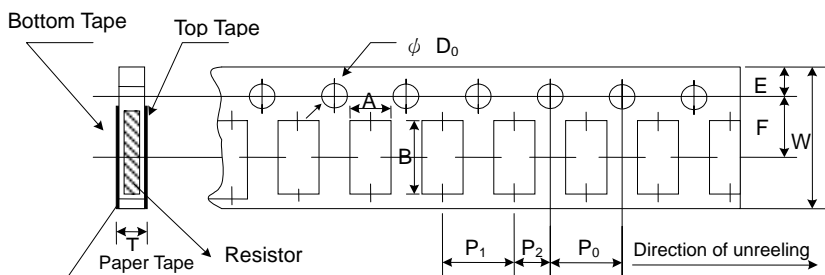 Bottom Tape
Top Tape
φ D₀
E
A
F
W
B
T
Paper Tape
Resistor
P₁
P₂
P₀
Direction of unreeling